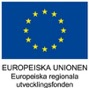 EUROPEISKA UNIONEN
Europeiska regionala
utvecklingsfonden